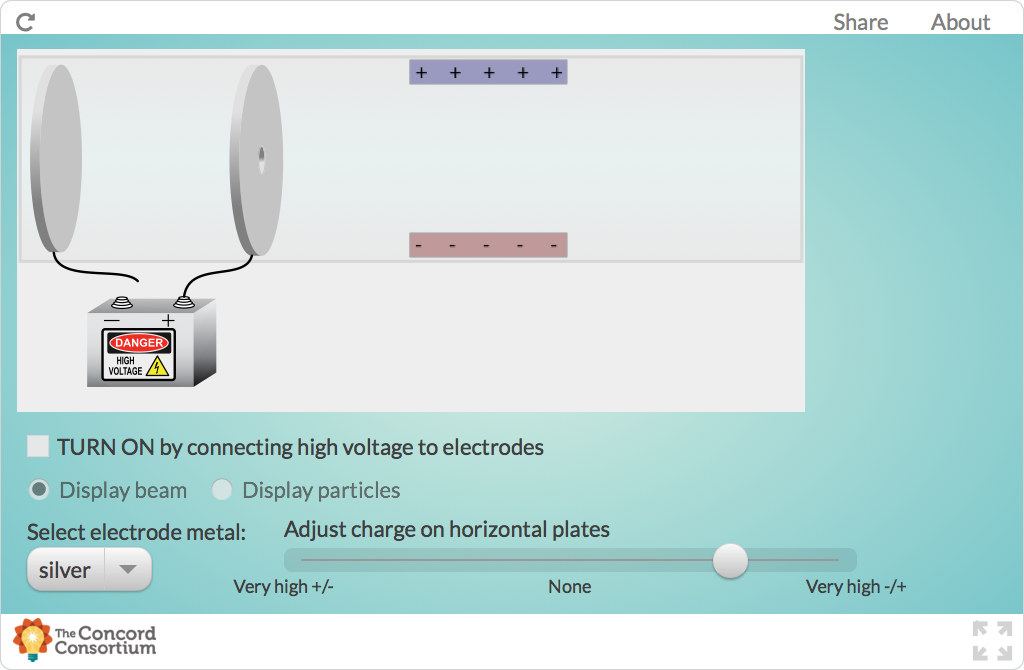 Share About
+ + + + +
- - - - -
— +
DANGER
HIGH
VOLTAGE
TURN ON by connecting high voltage to electrodes
Display beam Display particles
Select electrode metal: Adjust charge on horizontal plates
silver
Very high +/- None Very high -/+
The Concord
Consortium